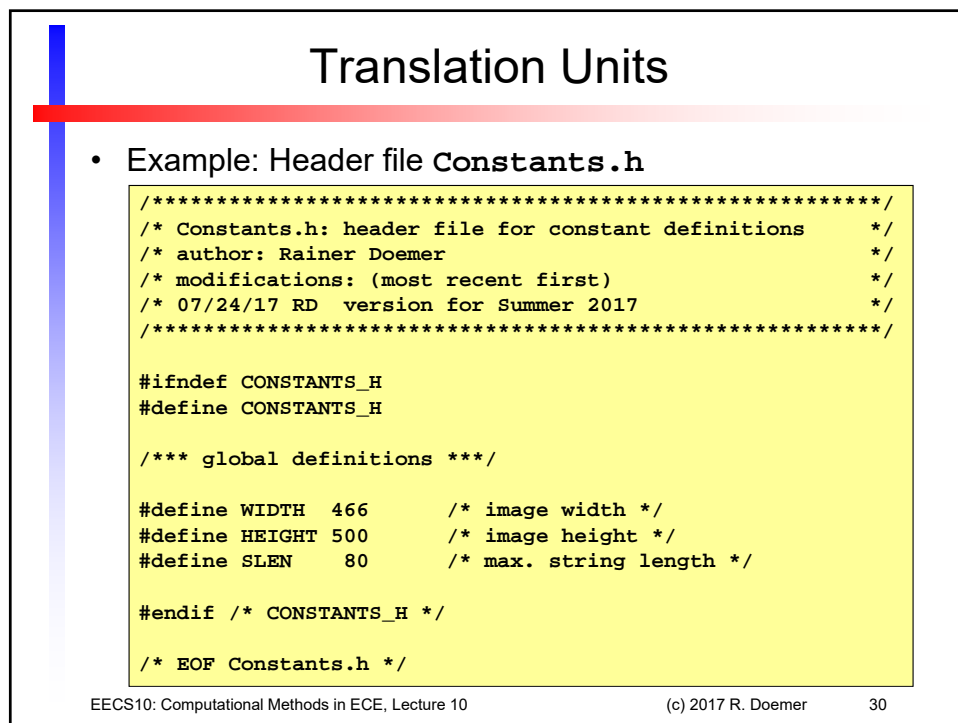 Translation Units
• Example: Header file Constants.h
/*********************************************************/
/* Constants.h: header file for constant definitions     */
/* author: Rainer Doemer                                 */
/* modifications: (most recent first)                    */
/* 07/24/17 RD  version for Summer 2017                  */
/*********************************************************/
#ifndef CONSTANTS_H
#define CONSTANTS_H
/*** global definitions ***/
#define WIDTH  466      /* image width */
#define HEIGHT 500      /* image height */
#define SLEN    80      /* max. string length */
#endif /* CONSTANTS_H */
/* EOF Constants.h */
EECS10: Computational Methods in ECE, Lecture 10 (c) 2017 R. Doemer 30